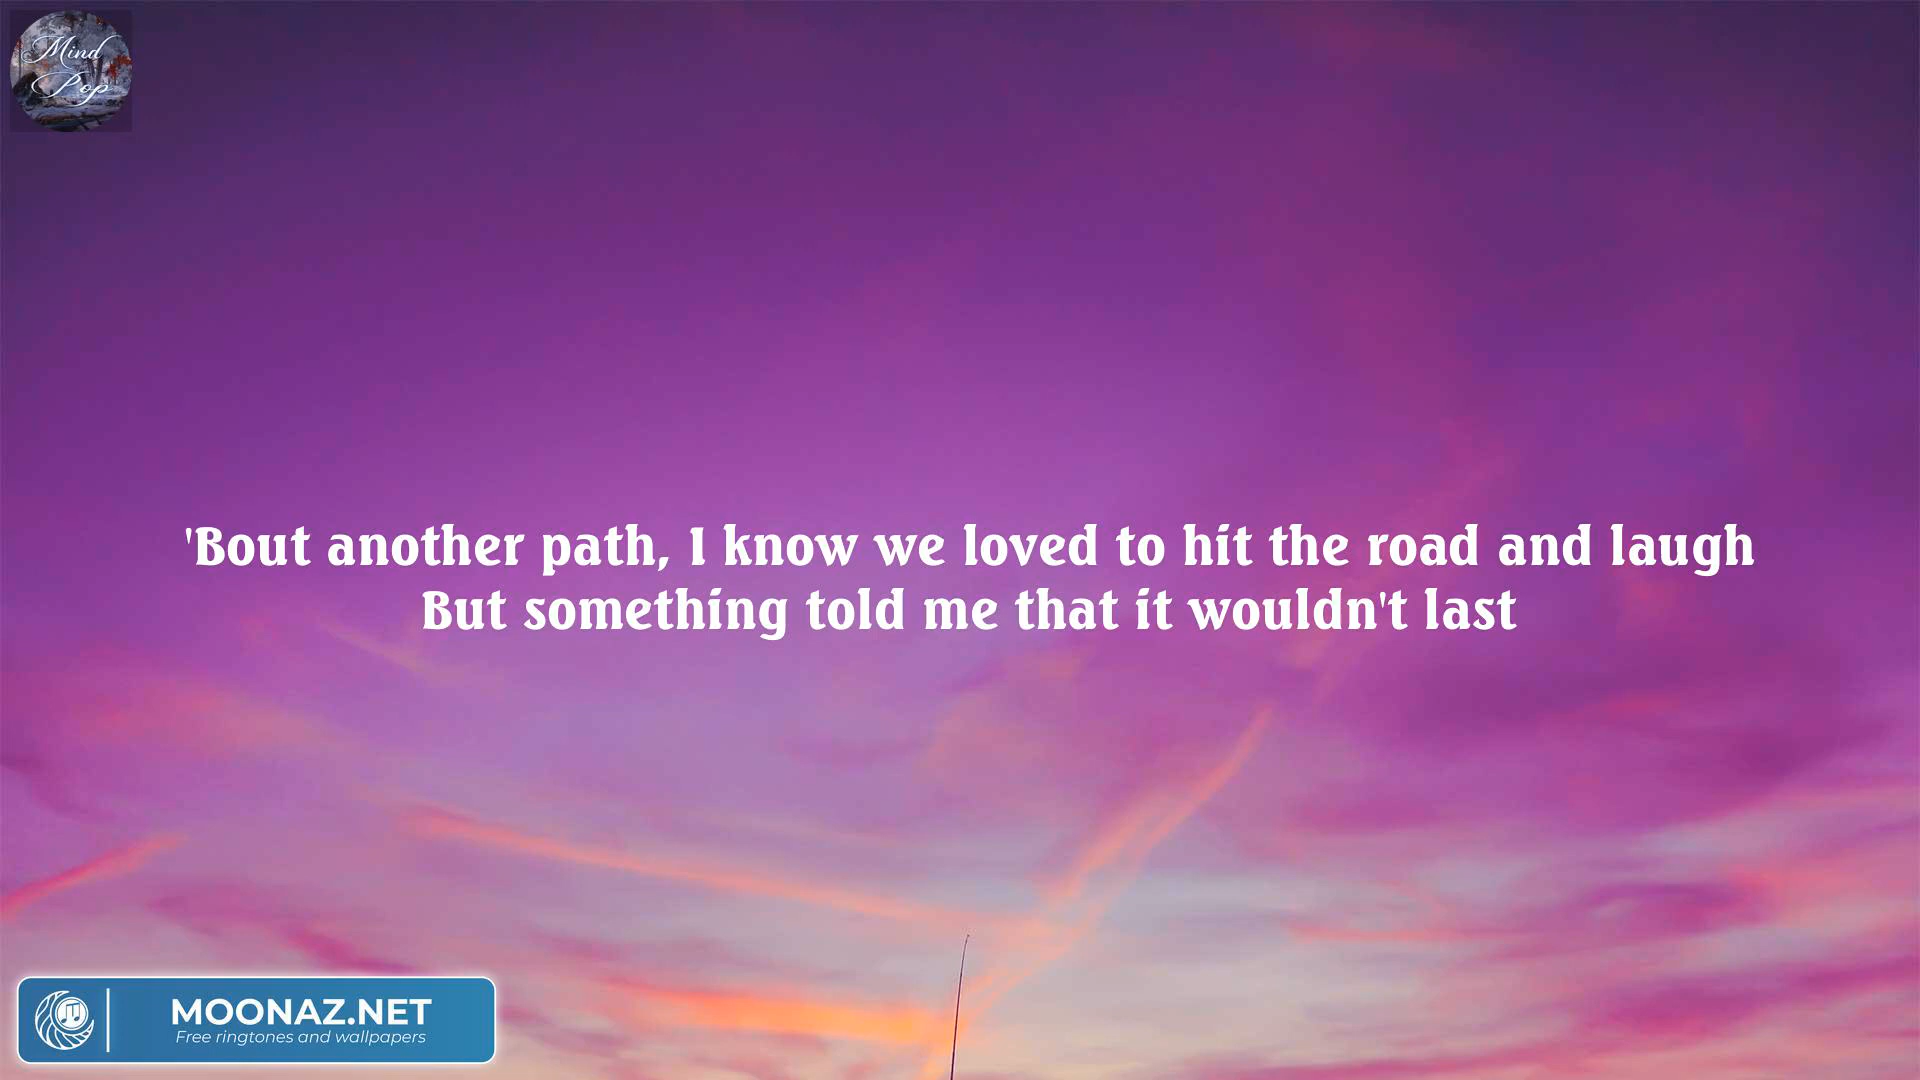 Mind
Pop
'Bout another path, I know we loved to hit the road and laugh
But something told me that it wouldn't last
MOONAZ.NET
Free ringtones and wallpapers